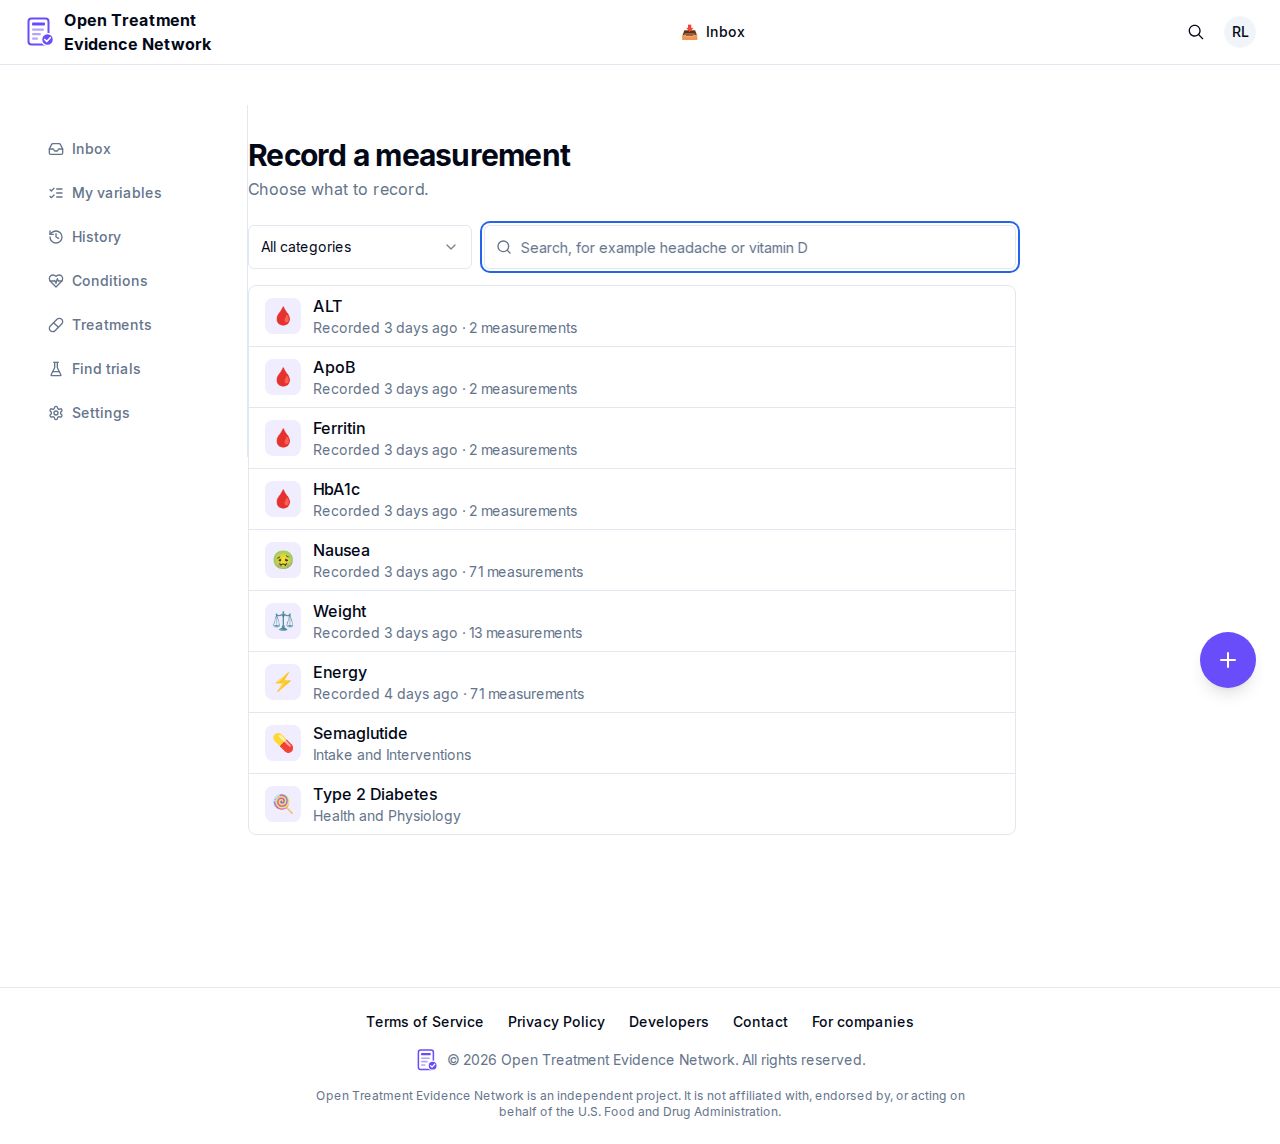 Open Treatment
Evidence Network
Inbox
RL
Inbox
My variables
History
Conditions
Treatments
Find trials
Settings
Record a measurement
Choose what to record.
All categories
Search, for example headache or vitamin D
ALT
Recorded 3 days ago · 2 measurements
ApoB
Recorded 3 days ago · 2 measurements
Ferritin
Recorded 3 days ago · 2 measurements
HbA1c
Recorded 3 days ago · 2 measurements
Nausea
Recorded 3 days ago · 71 measurements
Weight
Recorded 3 days ago · 13 measurements
Energy
Recorded 4 days ago · 71 measurements
Semaglutide
Intake and Interventions
Type 2 Diabetes
Health and Physiology
Terms of Service
Privacy Policy
Developers
Contact
For companies
© 2026 Open Treatment Evidence Network. All rights reserved.
Open Treatment Evidence Network is an independent project. It is not affiliated with, endorsed by, or acting on
behalf of the U.S. Food and Drug Administration.